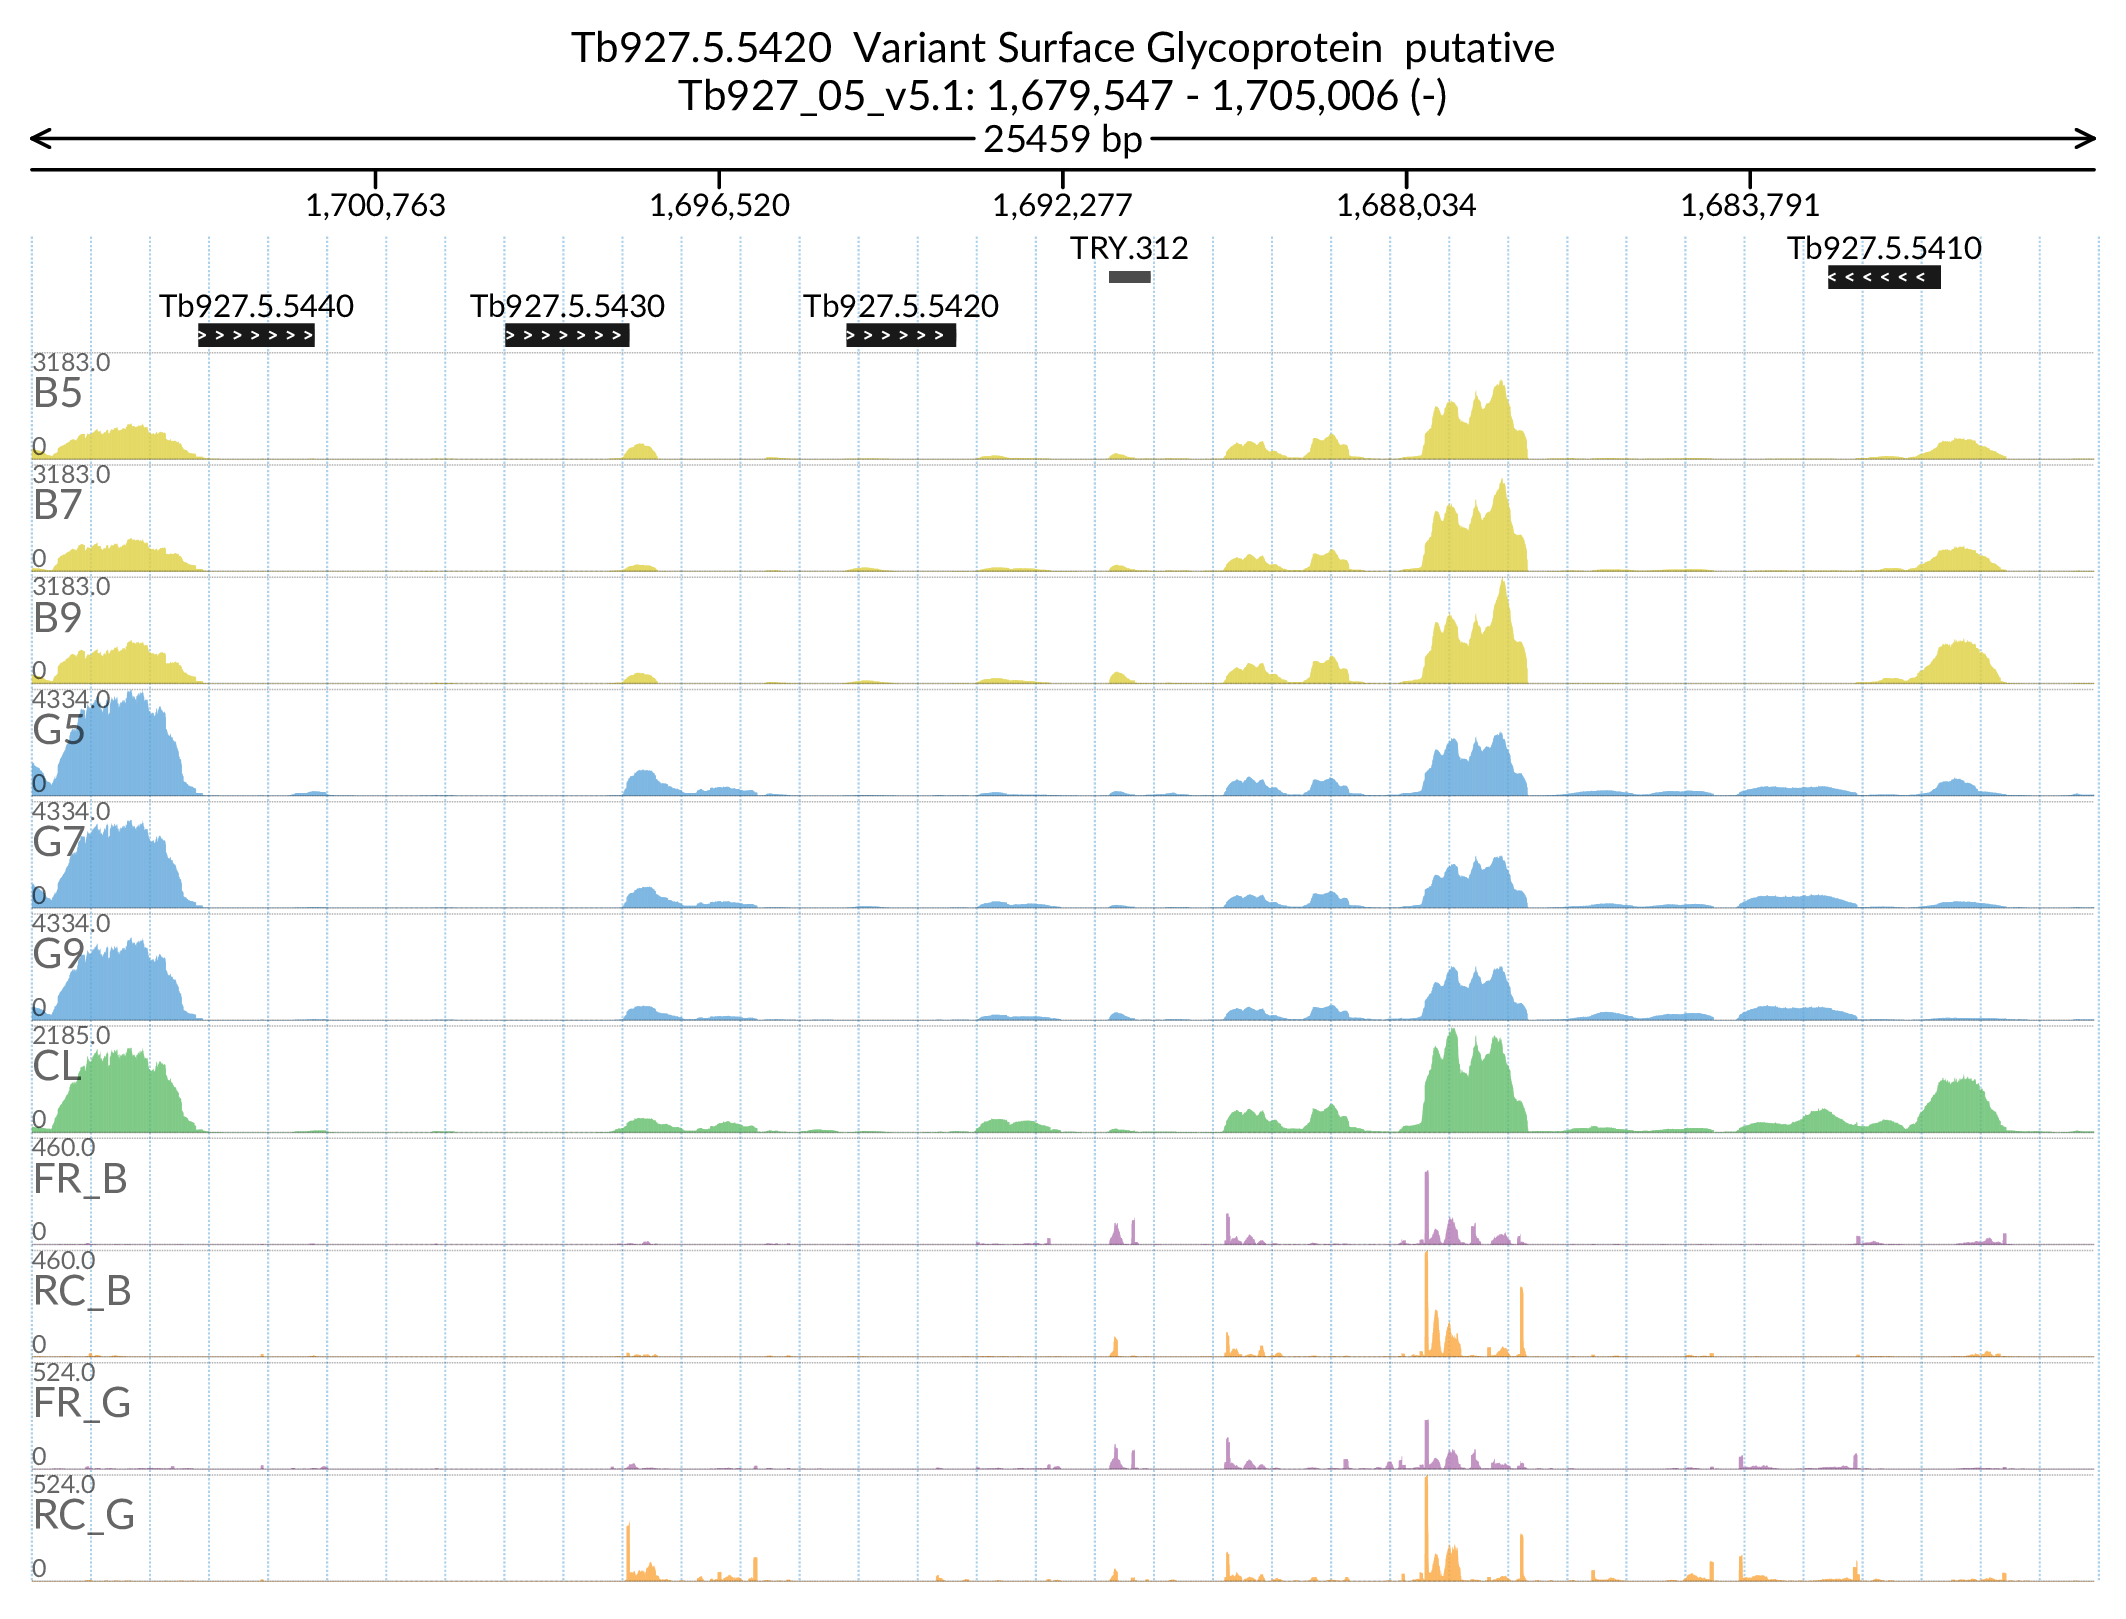 Tb927.5.5420 Variant Surface Glycoprotein putative
Tb927_05_v5.1: 1,679,547 - 1,705,006 (-)
25459 bp
1,700,763 1,696,520 1,692,277 1,688,034 1,683,791
TRY.312 Tb927.5.5410
Tb927.5.5440 Tb927.5.5430 Tb927.5.5420
3183.0
B5
0
3183.0
B7
0
3183.0
B9
0
4334.0
G5
0
4334.0
G7
0
4334.0
G9
0
2185.0
CL
0
460.0
FR_B
0
460.0
RC_B
0
524.0
FR_G
0
524.0
RC_G
0